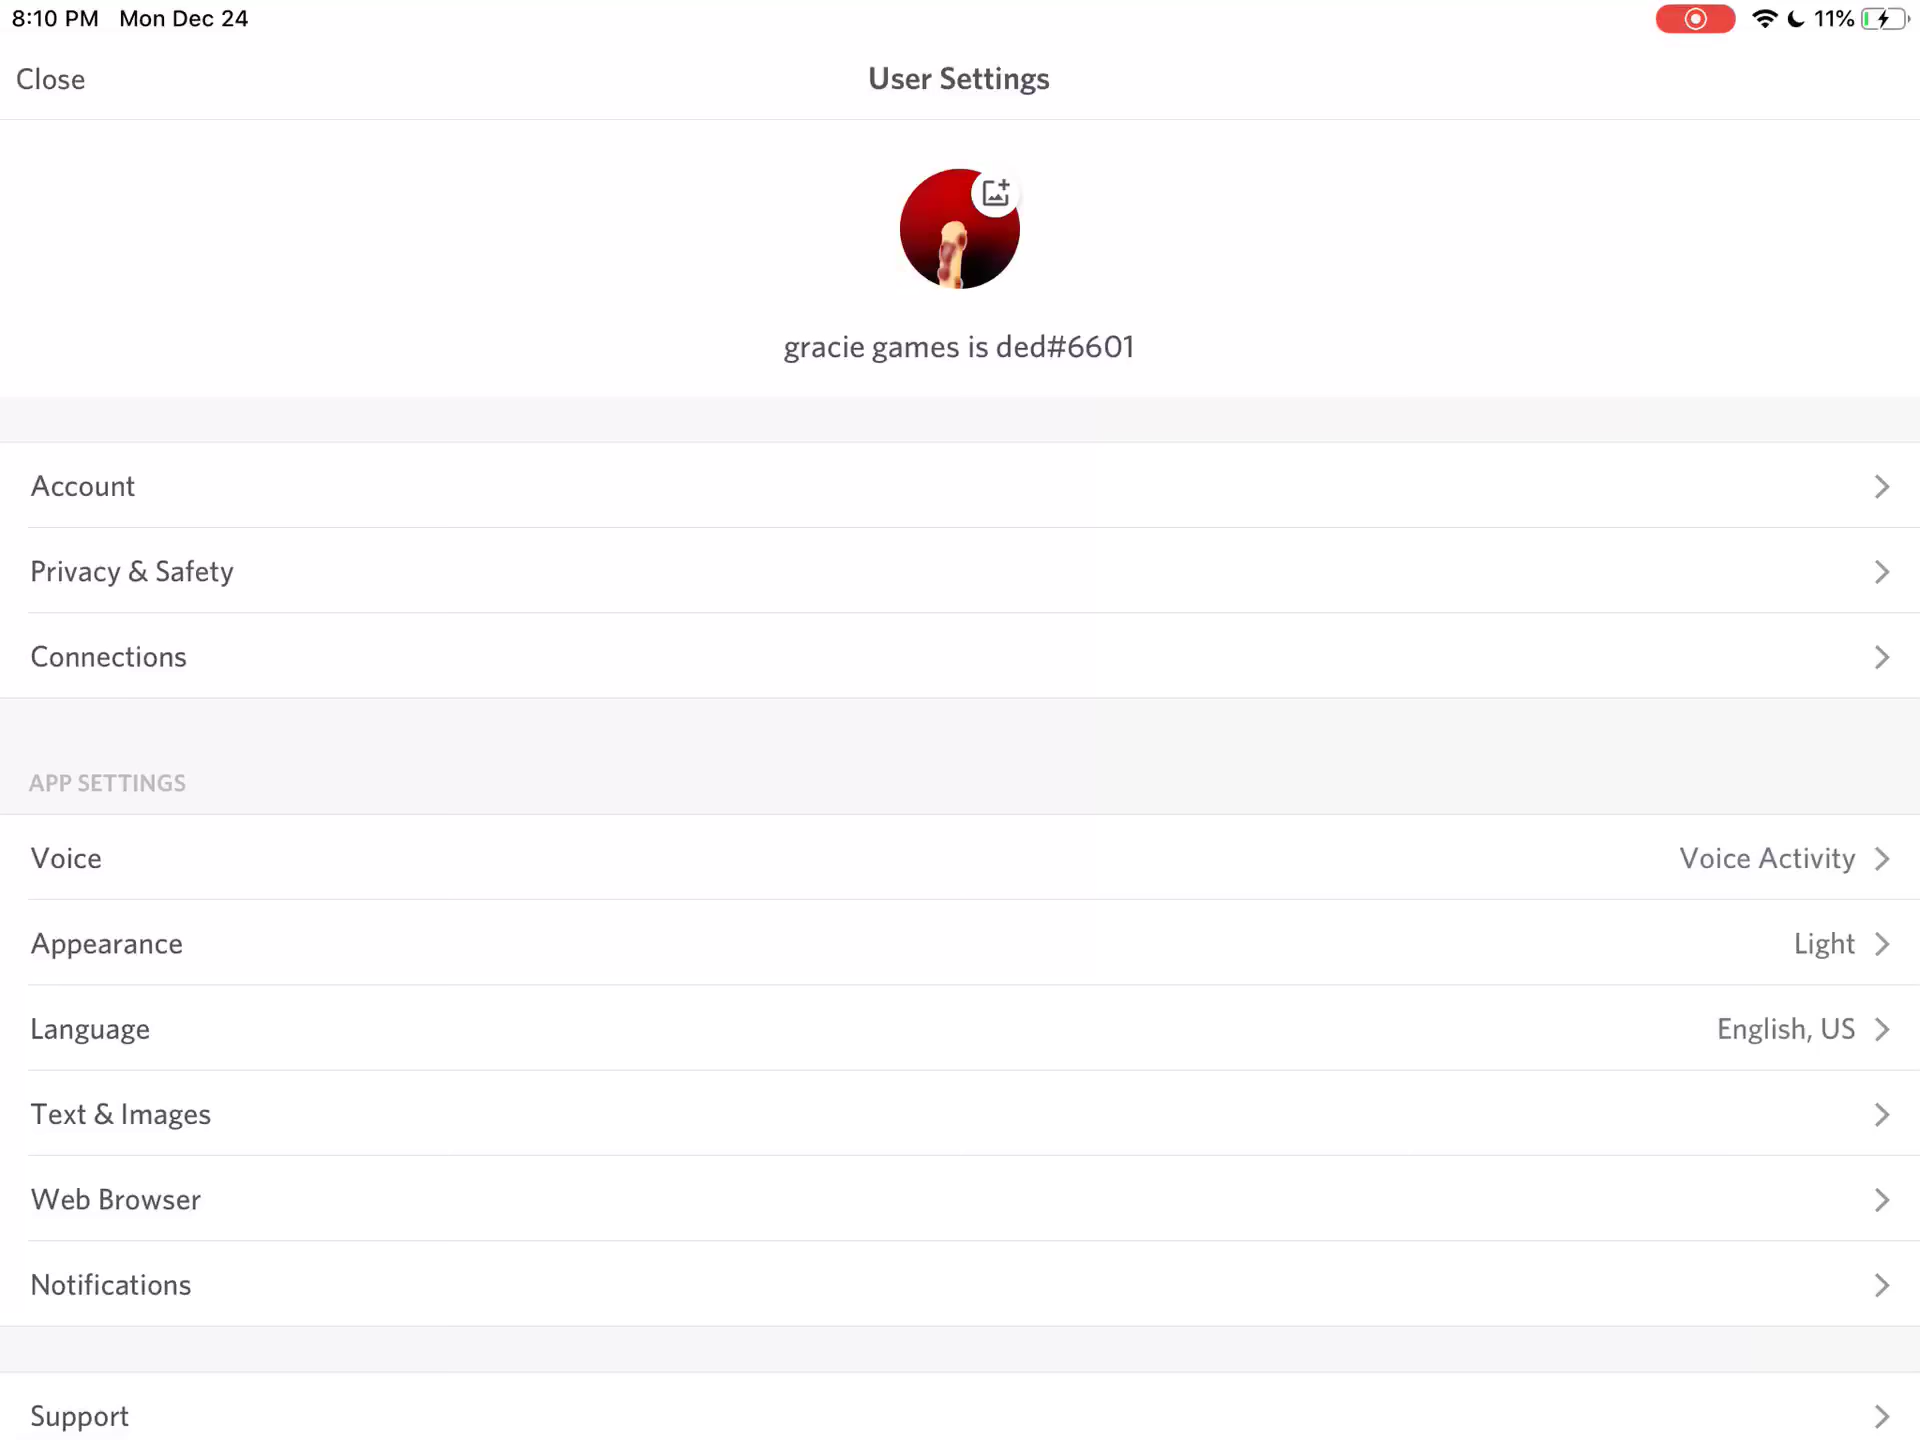 8:10 PM Mon Dec 24
11%
Close
User Settings
gracie games is ded#6601
Account
Privacy & Safety
Connections
APP SETTINGS
Voice Voice Activity
Appearance Light
Language English, US
Text & Images
Web Browser
Notifications
Support